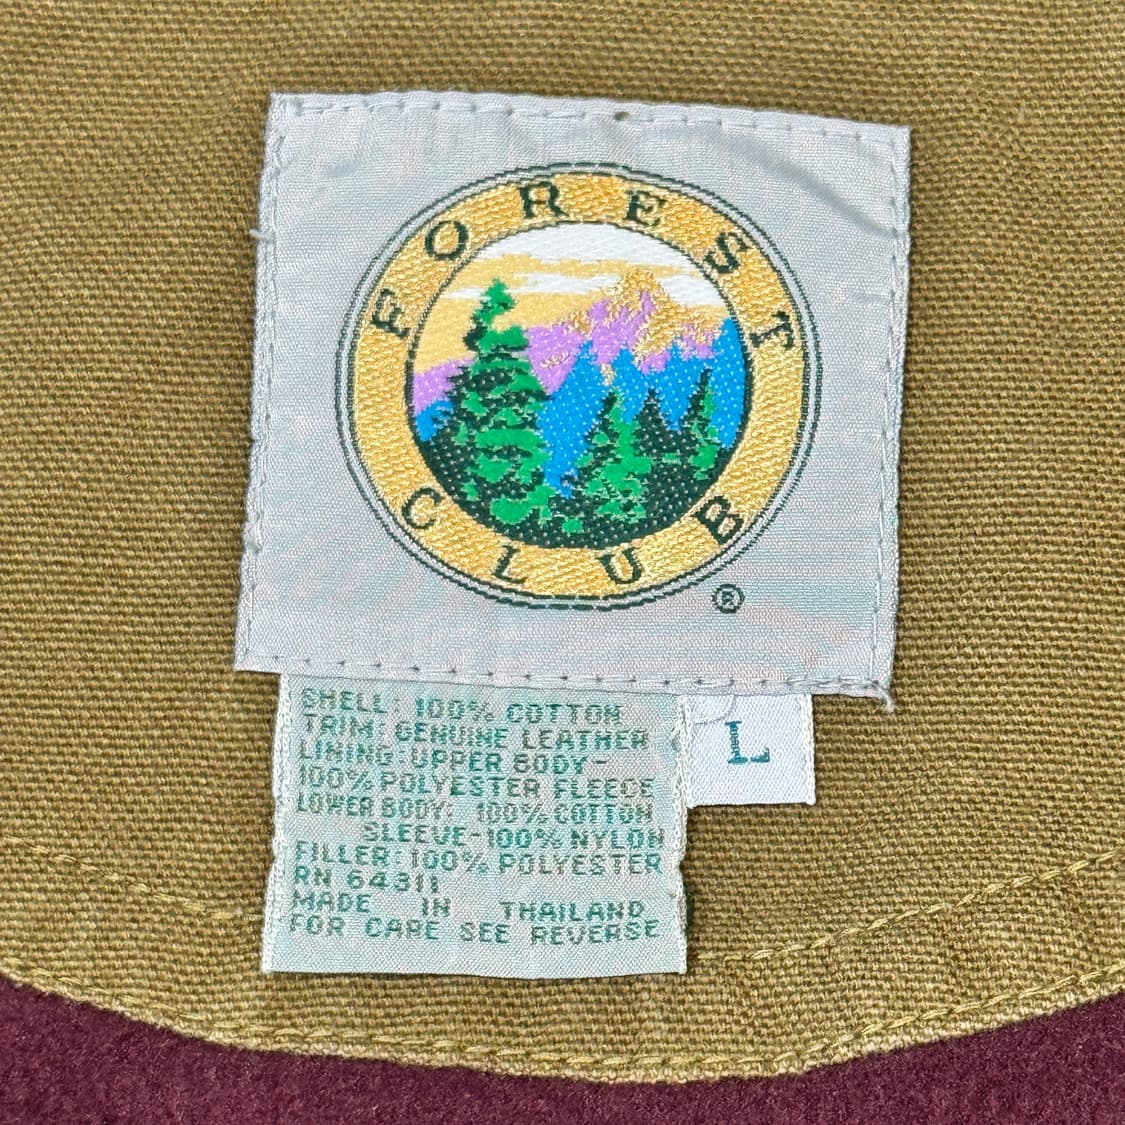 FOREST
CLUB
®
SHELL: 100% COTTON
TRIM: GENUINE LEATHER
LINING: UPPER BODY-
100% POLYESTER FLEECE
LOWER BODY: 100% COTTON
SLEEVE-100% NYLON
FILLER: 100% POLYESTER
RN 64311
MADE IN THAILAND
FOR CARE SEE REVERSE
L